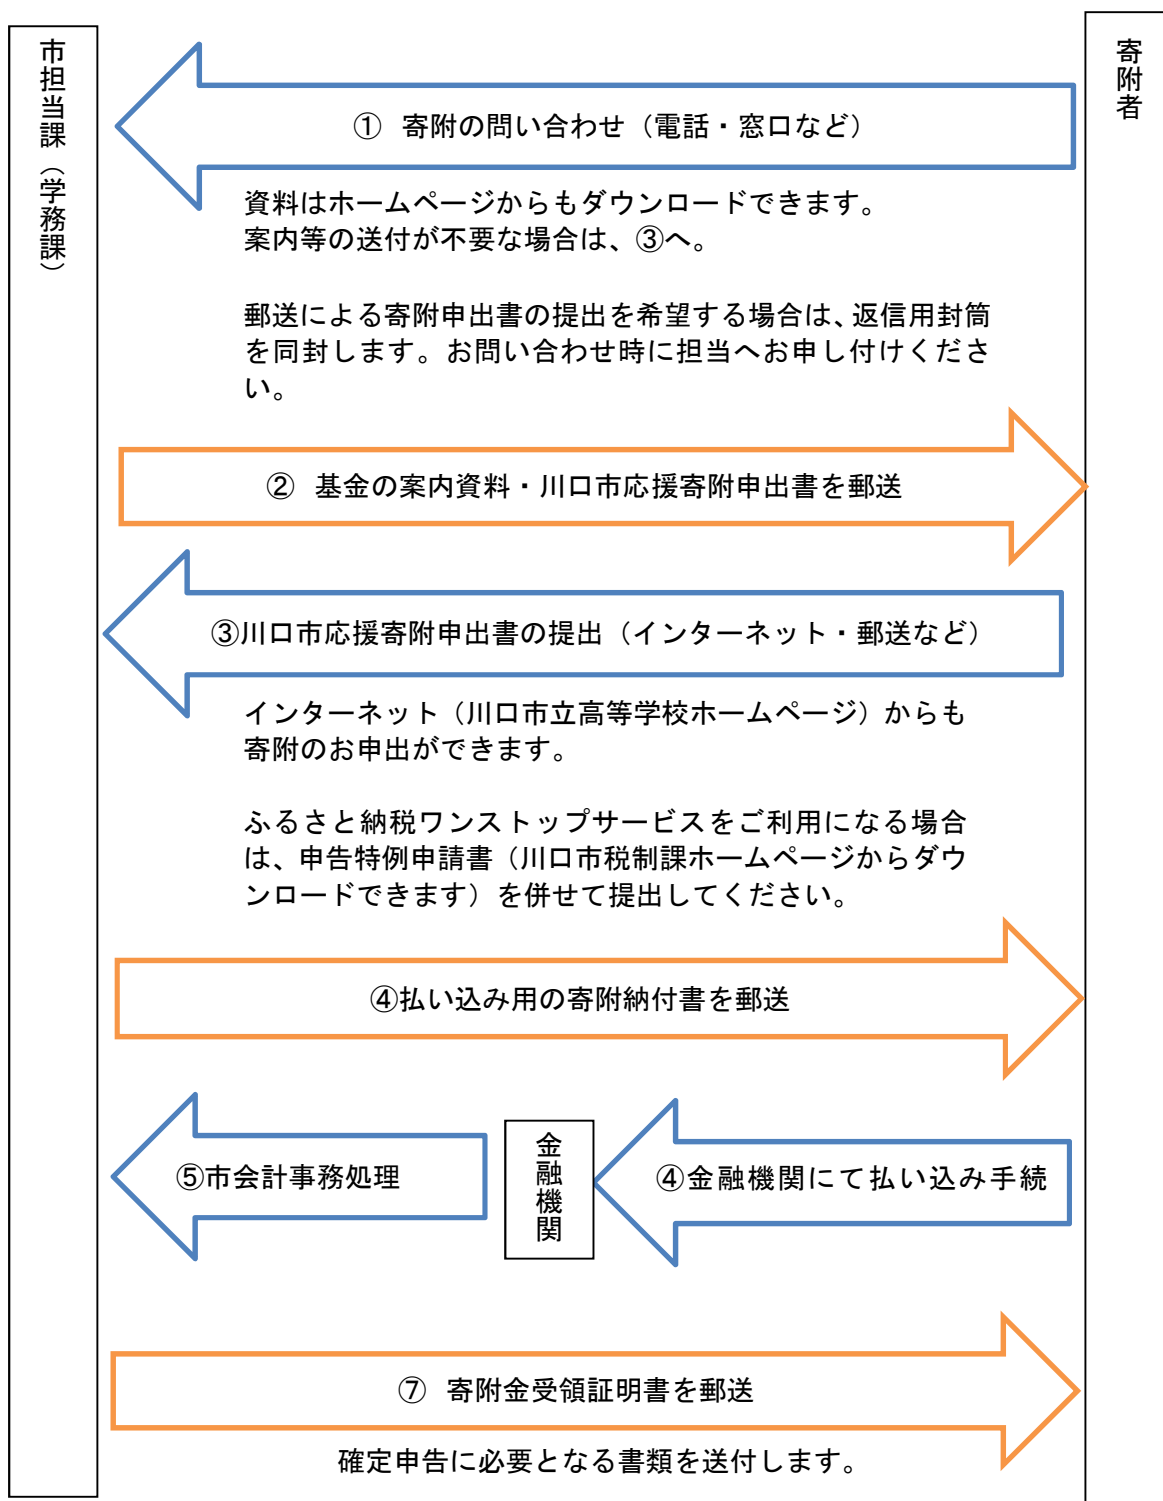 市担当課（学務課）
寄附者
① 寄附の問い合わせ（電話・窓口など）
資料はホームページからもダウンロードできます。
案内等の送付が不要な場合は、③へ。
郵送による寄附申出書の提出を希望する場合は、返信用封筒
を同封します。お問い合わせ時に担当へお申し付けくださ
い。
② 基金の案内資料・川口市応援寄附申出書を郵送
③川口市応援寄附申出書の提出（インターネット・郵送など）
インターネット（川口市立高等学校ホームページ）からも
寄附のお申出ができます。
ふるさと納税ワンストップサービスをご利用になる場合
は、申告特例申請書（川口市税制課ホームページからダウ
ンロードできます）を併せて提出してください。
④払い込み用の寄附納付書を郵送
⑤市会計事務処理
金融機関
④金融機関にて払い込み手続
⑦ 寄附金受領証明書を郵送
確定申告に必要となる書類を送付します。